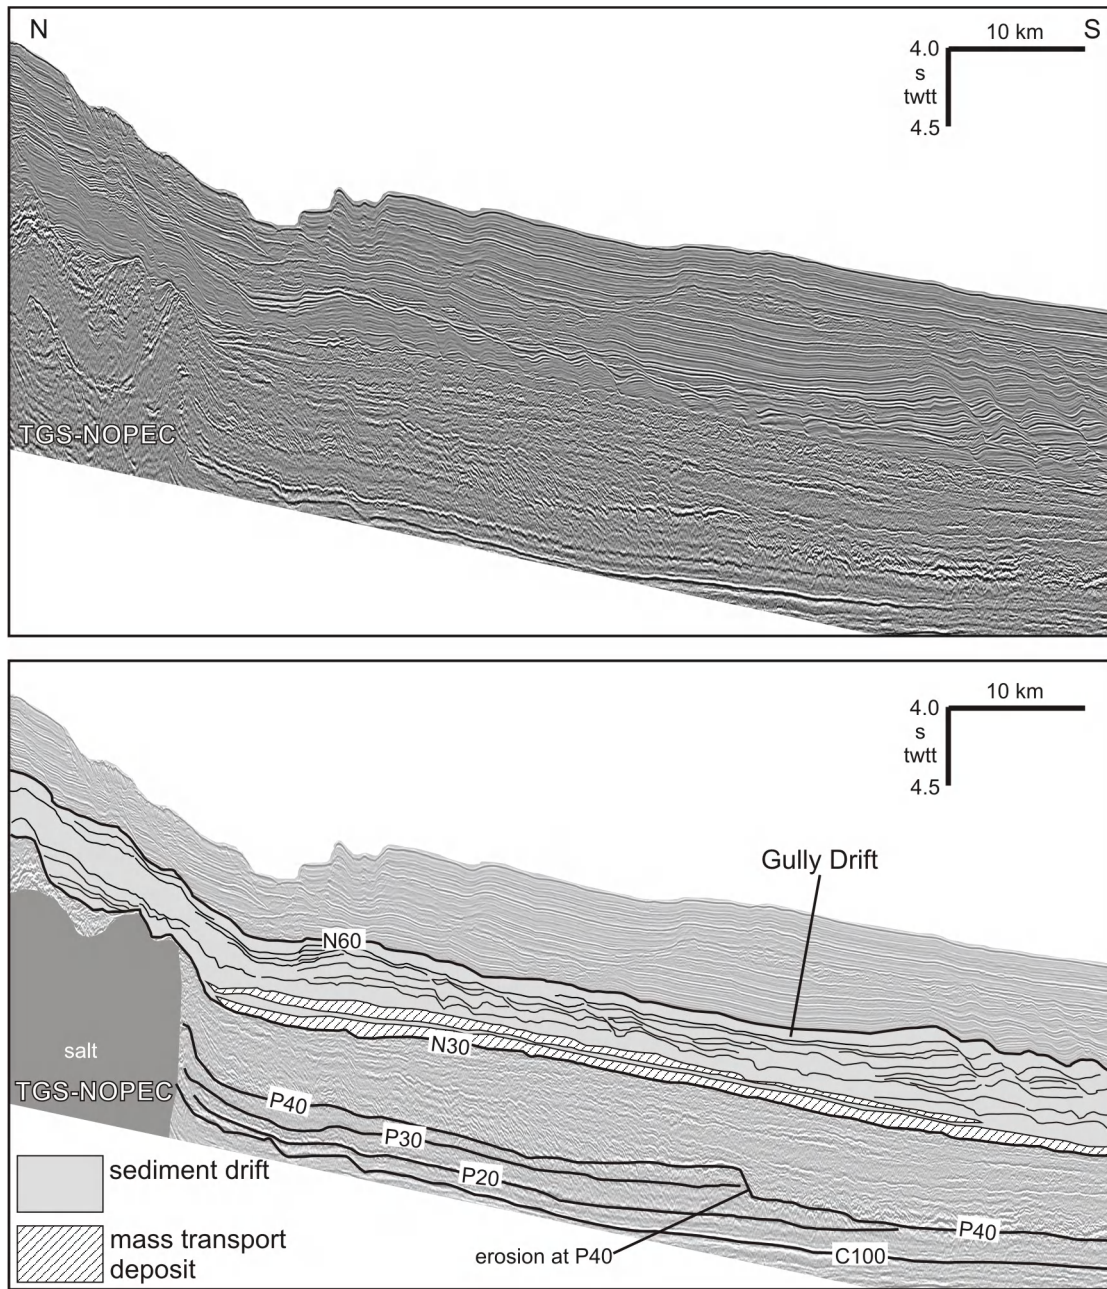 N
10 km
S
4.0
s
twtt
4.5
TGS-NOPEC
10 km
4.0
s
twtt
4.5
Gully Drift
N60
N30
salt
TGS-NOPEC
P40
P30
P20
sediment drift
P40
mass transport
deposit
erosion at P40
C100